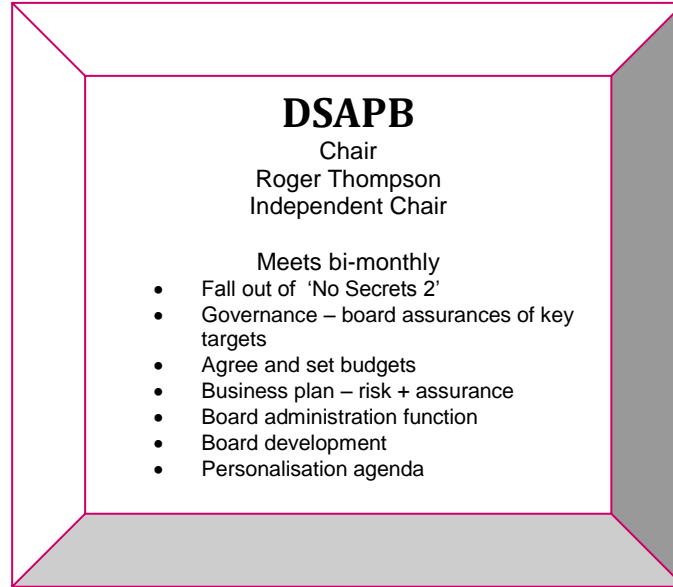 DSAPB
Chair
Roger Thompson
Independent Chair
Meets bi-monthly
• Fall out of ‘No Secrets 2’
• Governance – board assurances of key
targets
• Agree and set budgets
• Business plan – risk + assurance
• Board administration function
• Board development
• Personalisation agenda